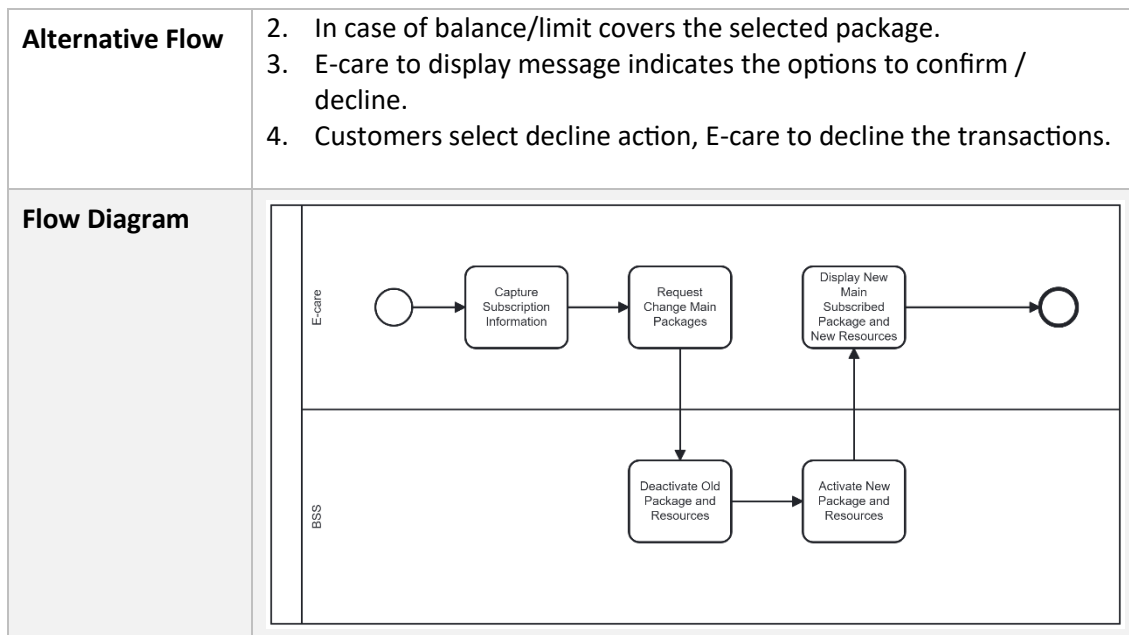 Alternative Flow
2. In case of balance/limit covers the selected package.
3. E-care to display message indicates the options to confirm /
decline.
4. Customers select decline action, E-care to decline the transactions.
Flow Diagram
E-care
Capture
Subscription
Information
Request
Change Main
Packages
Display New
Main
Subscribed
Package and
New Resources
BSS
Deactivate Old
Package and
Resources
Activate New
Package and
Resources